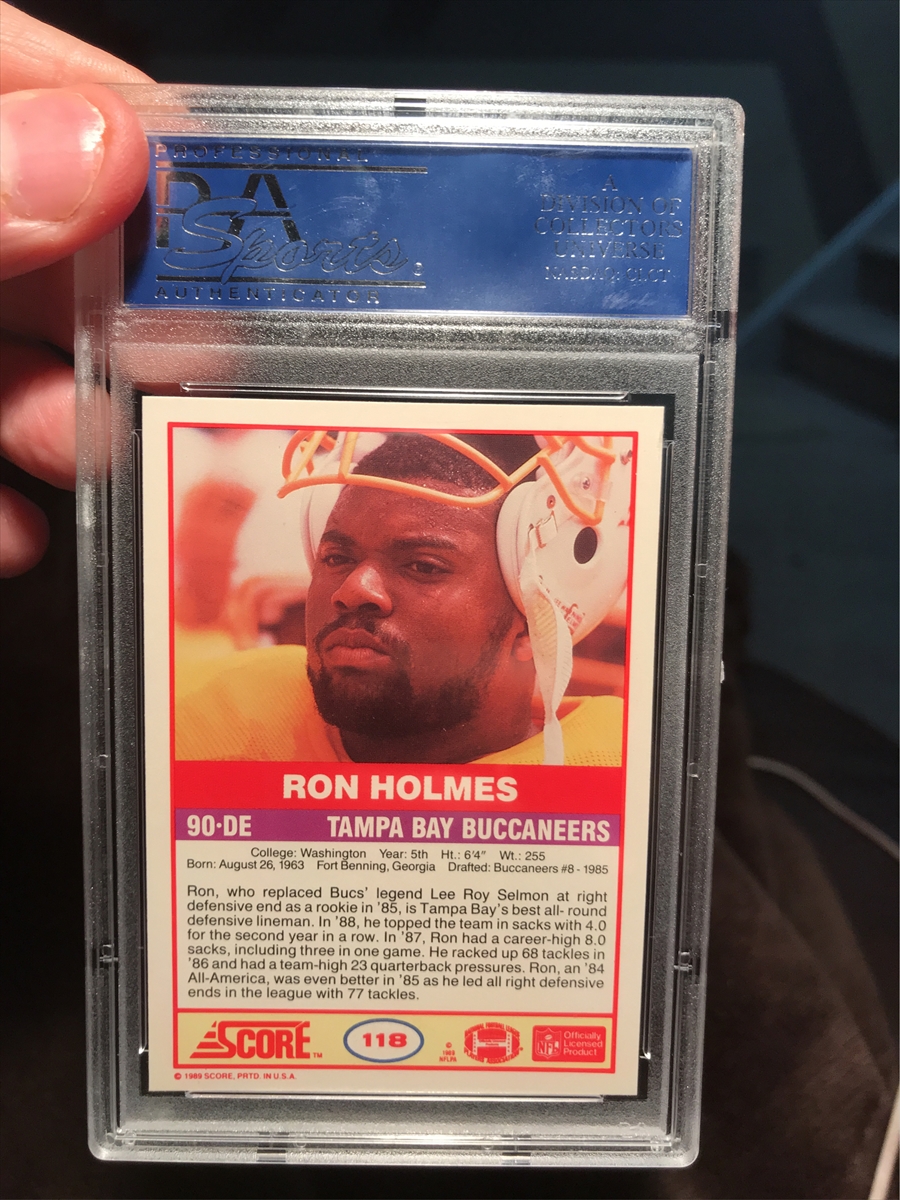 PROFESSIONAL
PSA
Sports
AUTHENTICATOR
A
DIVISION OF
COLLECTORS
UNIVERSE
NASDAQ: CLCT
RON HOLMES
90•DE TAMPA BAY BUCCANEERS
College: Washington Year: 5th Ht.: 6'4" Wt.: 255
Born: August 26, 1963 Fort Benning, Georgia Drafted: Buccaneers #8 - 1985
Ron, who replaced Bucs' legend Lee Roy Selmon at right
defensive end as a rookie in '85, is Tampa Bay's best all- round
defensive lineman. In '88, he topped the team in sacks with 4.0
for the second year in a row. In '87, Ron had a career-high 8.0
sacks, including three in one game. He racked up 68 tackles in
'86 and had a team-high 23 quarterback pressures. Ron, an '84
All-America, was even better in '85 as he led all right defensive
ends in the league with 77 tackles.
SCORE™ 118
© 1989 NFLPA
NFL
Officially
Licensed
Product
© 1989 SCORE, PRTD. IN U.S.A.